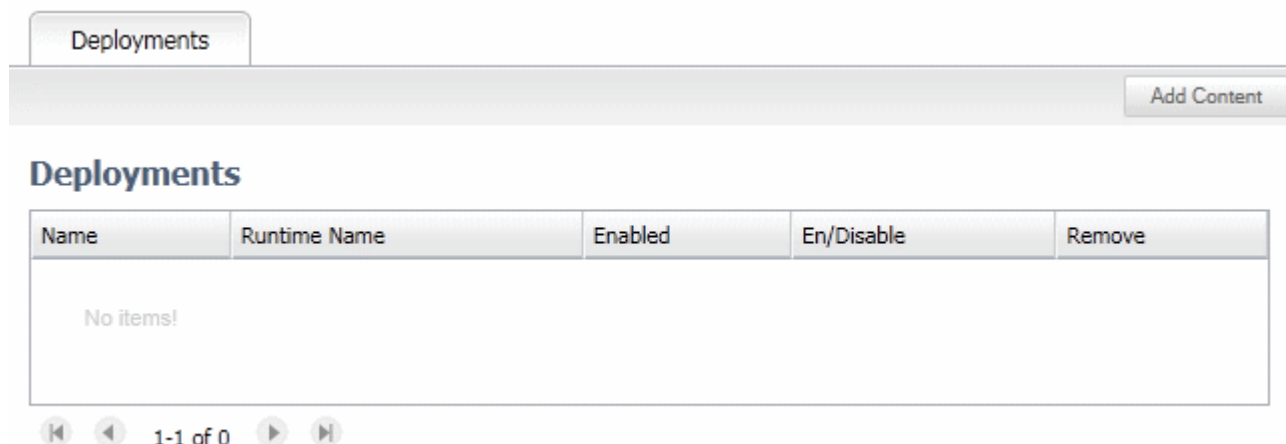 Deployments
Add Content
Deployments
Name Runtime Name Enabled En/Disable Remove
No items!
1-1 of 0